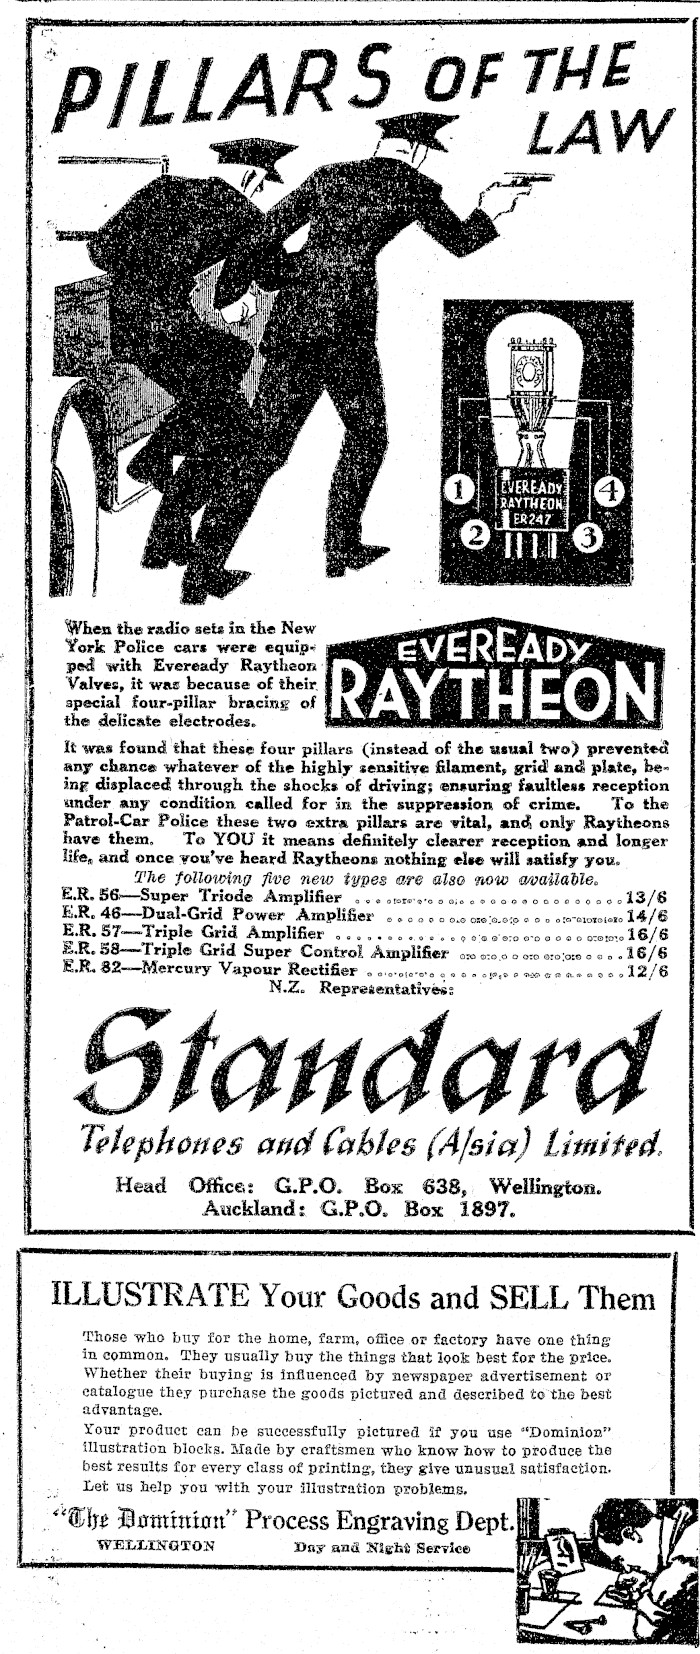 PILLARS OF THE
LAW
1
4
2
3
EVEREADY
RAYTHEON
ER247
When the radio sets in the New
York Police cars were equip-
ped with Eveready Raytheon
Valves, it was because of their
special four-pillar bracing of
the delicate electrodes.
EVEREADY
RAYTHEON
It was found that these four pillars (instead of the usual two) prevented
any chance whatever of the highly sensitive filament, grid and plate, be-
ing displaced through the shocks of driving; ensuring faultless reception
under any condition called for in the suppression of crime. To the
Patrol-Car Police these two extra pillars are vital, and only Raytheons
have them. To YOU it means definitely clearer reception and longer
life, and once you've heard Raytheons nothing else will satisfy you.
The following five new types are also now available.
E.R. 56—Super Triode Amplifier 13/6
E.R. 46—Dual-Grid Power Amplifier 14/6
E.R. 57—Triple Grid Amplifier 16/6
E.R. 58—Triple Grid Super Control Amplifier 16/6
E.R. 82—Mercury Vapour Rectifier 12/6
N.Z. Representatives:
Standard
Telephones and Cables (A/sia) Limited.
Head Office: G.P.O. Box 638, Wellington.
Auckland: G.P.O. Box 1897.
ILLUSTRATE Your Goods and SELL Them
Those who buy for the home, farm, office or factory have one thing
in common. They usually buy the things that look best for the price.
Whether their buying is influenced by newspaper advertisement or
catalogue they purchase the goods pictured and described to the best
advantage.
Your product can be successfully pictured if you use "Dominion"
illustration blocks. Made by craftsmen who know how to produce the
best results for every class of printing, they give unusual satisfaction.
Let us help you with your illustration problems.
"The Dominion" Process Engraving Dept.
WELLINGTON Day and Night Service